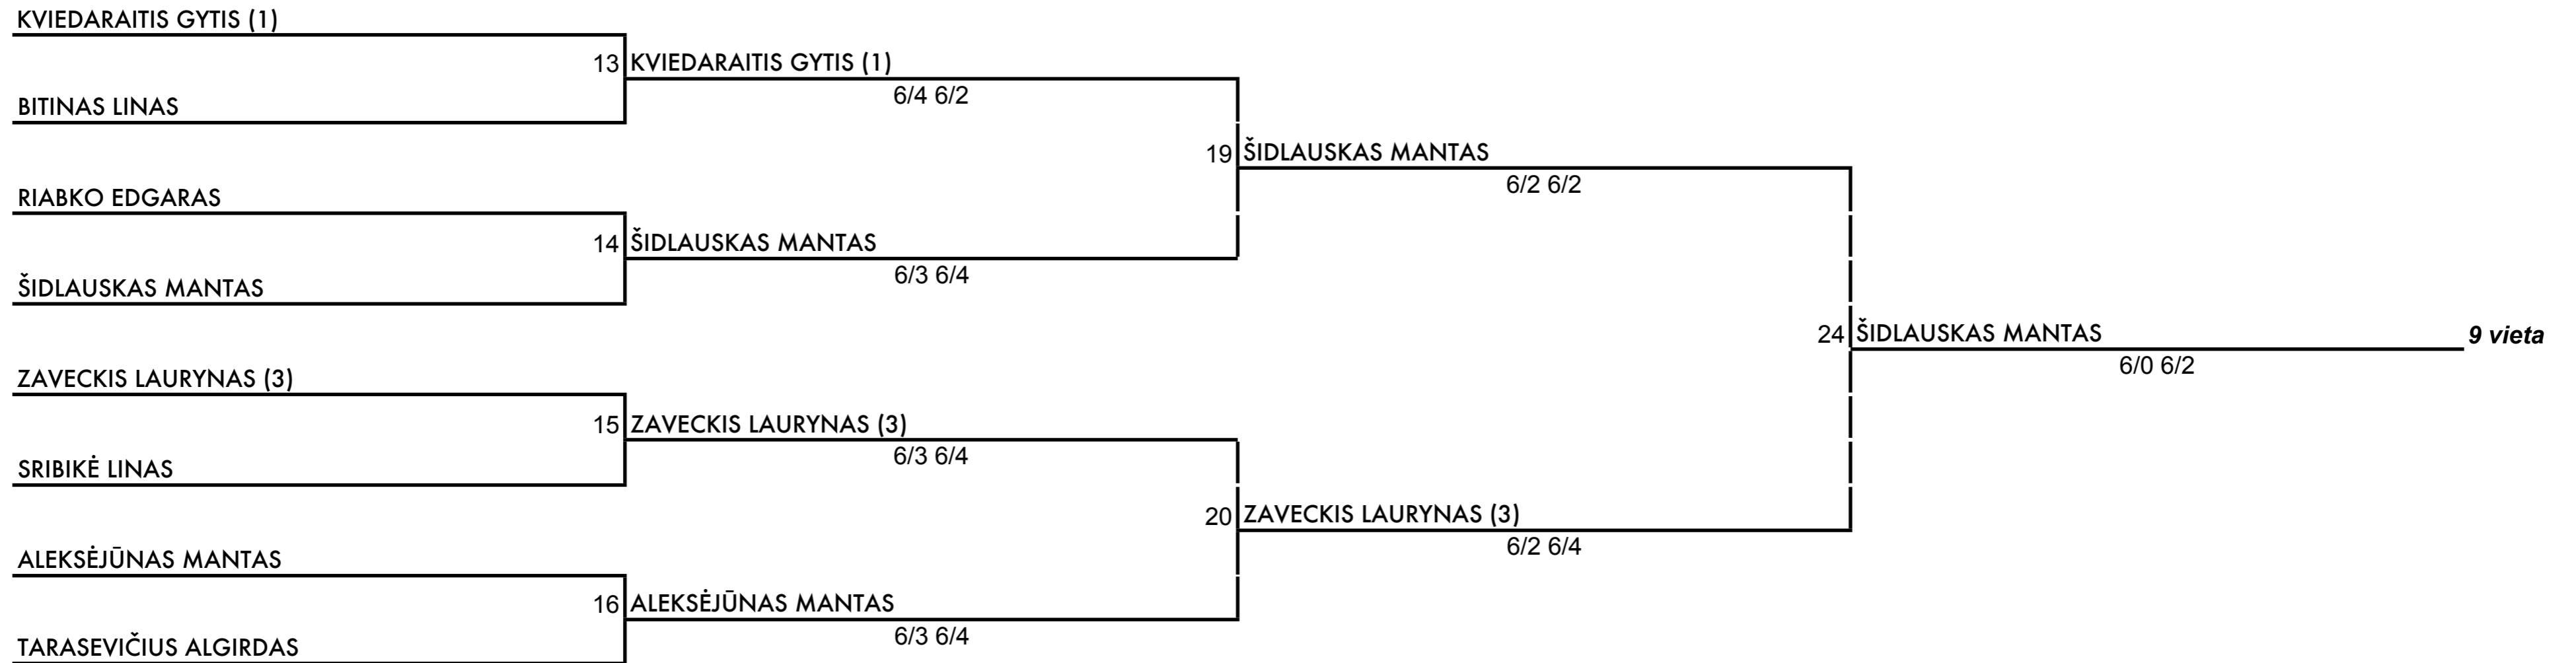 KVIEDARAITIS GYTIS (1)
13 KVIEDARAITIS GYTIS (1)
6/4 6/2
BITINAS LINAS
19 ŠIDLAUSKAS MANTAS
6/2 6/2
RIABKO EDGARAS
14 ŠIDLAUSKAS MANTAS
6/3 6/4
ŠIDLAUSKAS MANTAS
24 ŠIDLAUSKAS MANTAS 9 vieta
6/0 6/2
ZAVECKIS LAURYNAS (3)
15 ZAVECKIS LAURYNAS (3)
6/3 6/4
SRIBIKĖ LINAS
20 ZAVECKIS LAURYNAS (3)
6/2 6/4
ALEKSĖJŪNAS MANTAS
16 ALEKSĖJŪNAS MANTAS
6/3 6/4
TARASEVIČIUS ALGIRDAS